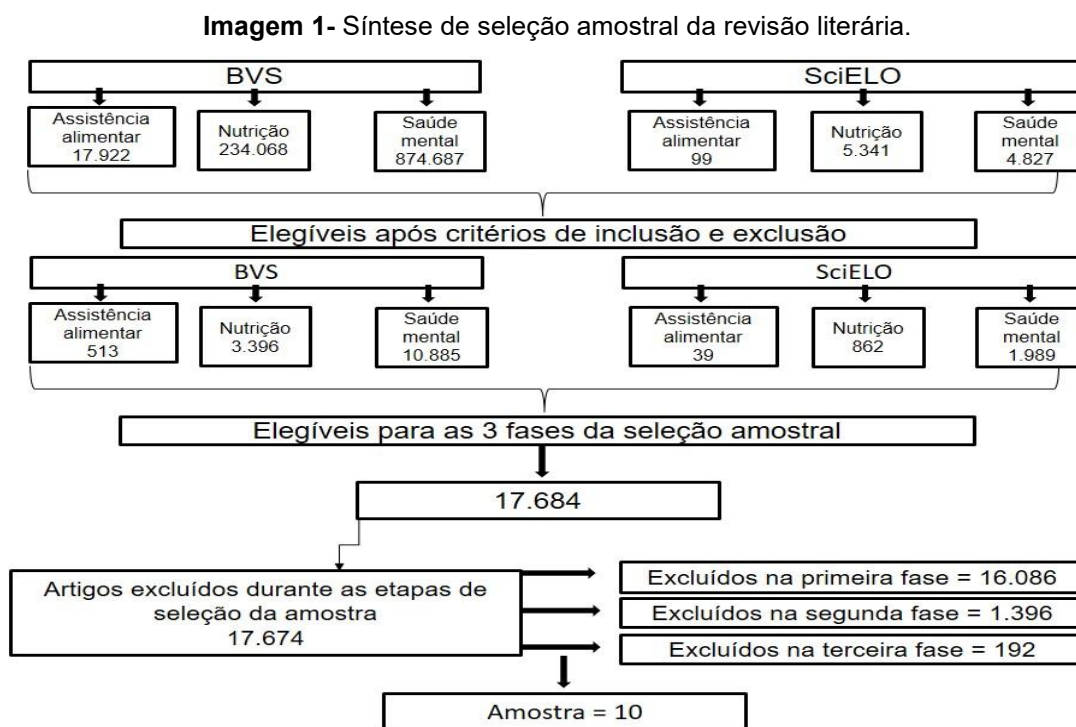 Imagem 1- Síntese de seleção amostral da revisão literária.
BVS
SciELO
Assistência
alimentar
17.922
Nutrição
234.068
Saúde
mental
874.687
Assistência
alimentar
99
Nutrição
5.341
Saúde
mental
4.827
Elegíveis após critérios de inclusão e exclusão
BVS
SciELO
Assistência
alimentar
513
Nutrição
3.396
Saúde
mental
10.885
Assistência
alimentar
39
Nutrição
862
Saúde
mental
1.989
Elegíveis para as 3 fases da seleção amostral
17.684
Artigos excluídos durante as etapas de
seleção da amostra
17.674
Excluídos na primeira fase = 16.086
Excluídos na segunda fase = 1.396
Excluídos na terceira fase = 192
Amostra = 10